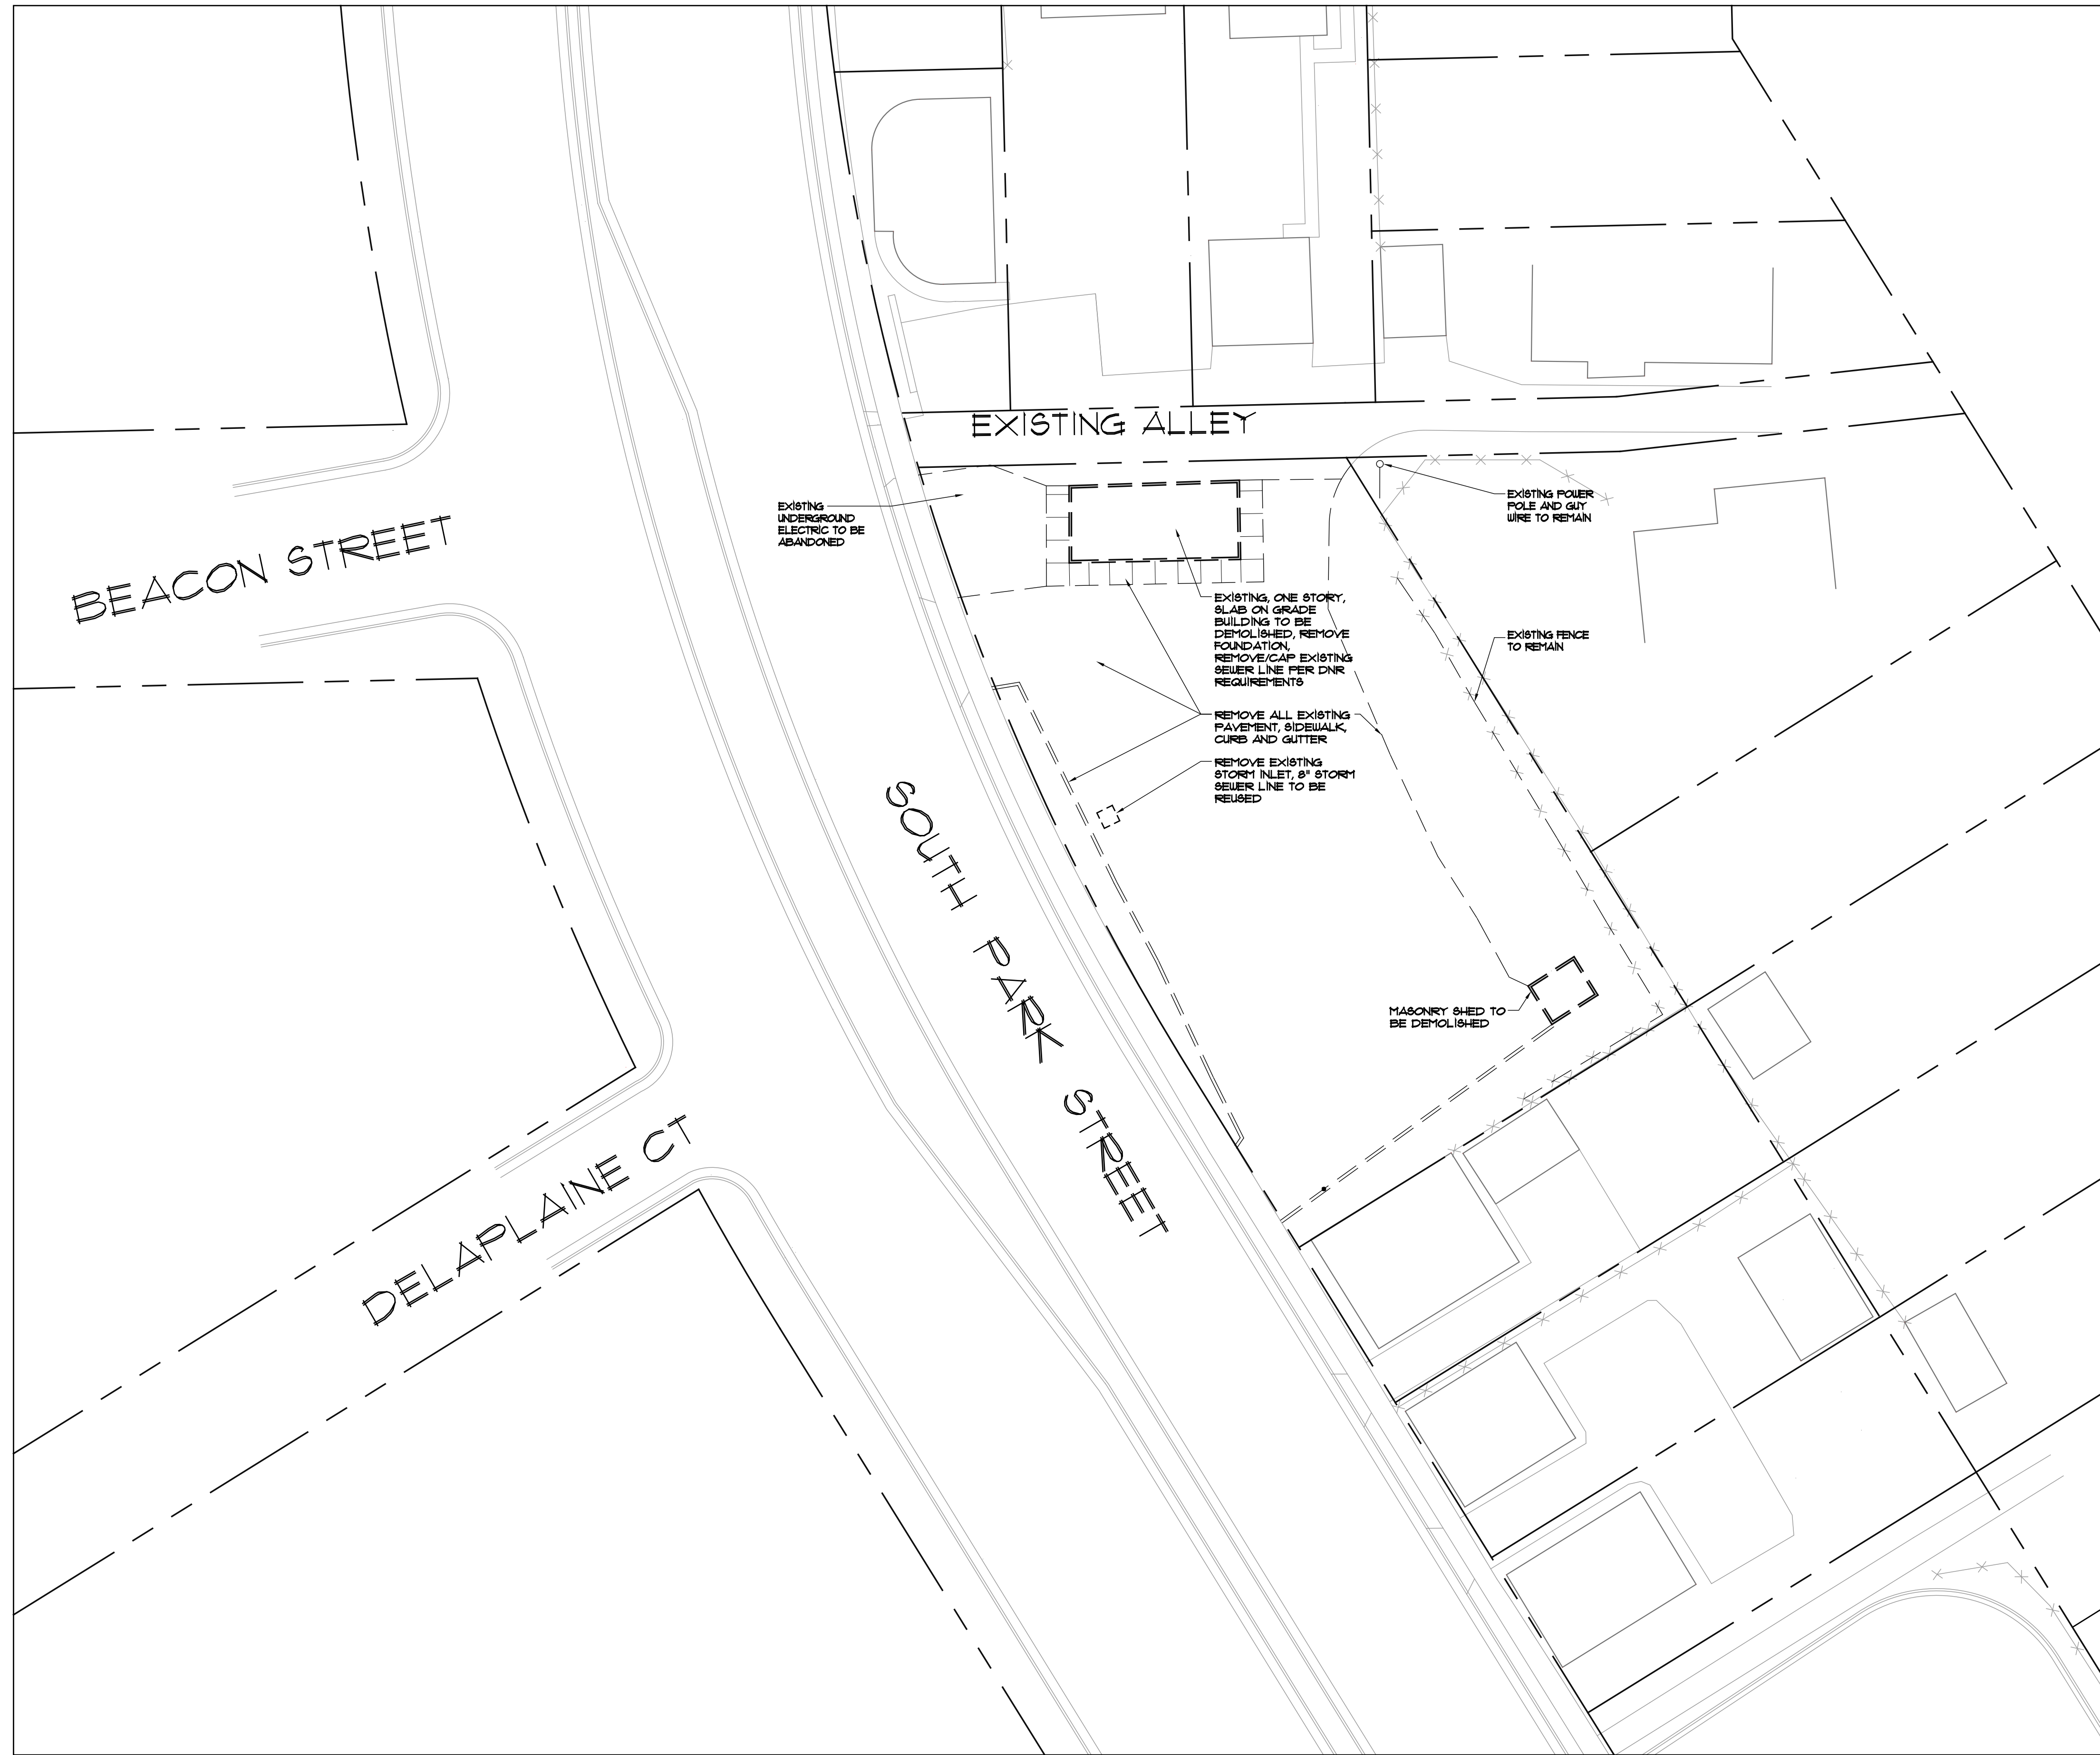 EXISTING ALLEY
EXISTING
UNDERGROUND
ELECTRIC TO BE
ABANDONED
EXISTING POWER
POLE AND GUY
WIRE TO REMAIN
BEACON STREET
EXISTING, ONE STORY,
SLAB ON GRADE
BUILDING TO BE
DEMOLISHED, REMOVE
FOUNDATION,
REMOVE/CAP EXISTING
SEWER LINE PER DNR
REQUIREMENTS
EXISTING FENCE
TO REMAIN
REMOVE ALL EXISTING
PAVEMENT, SIDEWALK,
CURB AND GUTTER
REMOVE EXISTING
STORM INLET, 8" STORM
SEWER LINE TO BE
REUSED
SOUTH PARK STREET
MASONRY SHED TO
BE DEMOLISHED
DELAPLAINE CT